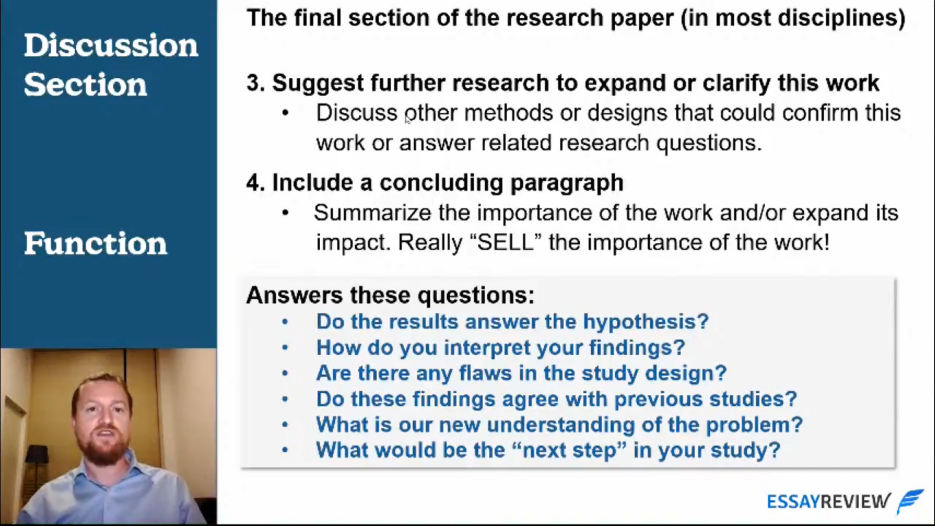 Discussion
Section
Function
The final section of the research paper (in most disciplines)
3. Suggest further research to expand or clarify this work
• Discuss other methods or designs that could confirm this
work or answer related research questions.
4. Include a concluding paragraph
• Summarize the importance of the work and/or expand its
impact. Really “SELL” the importance of the work!
Answers these questions:
• Do the results answer the hypothesis?
• How do you interpret your findings?
• Are there any flaws in the study design?
• Do these findings agree with previous studies?
• What is our new understanding of the problem?
• What would be the “next step” in your study?
ESSAYREVIEW